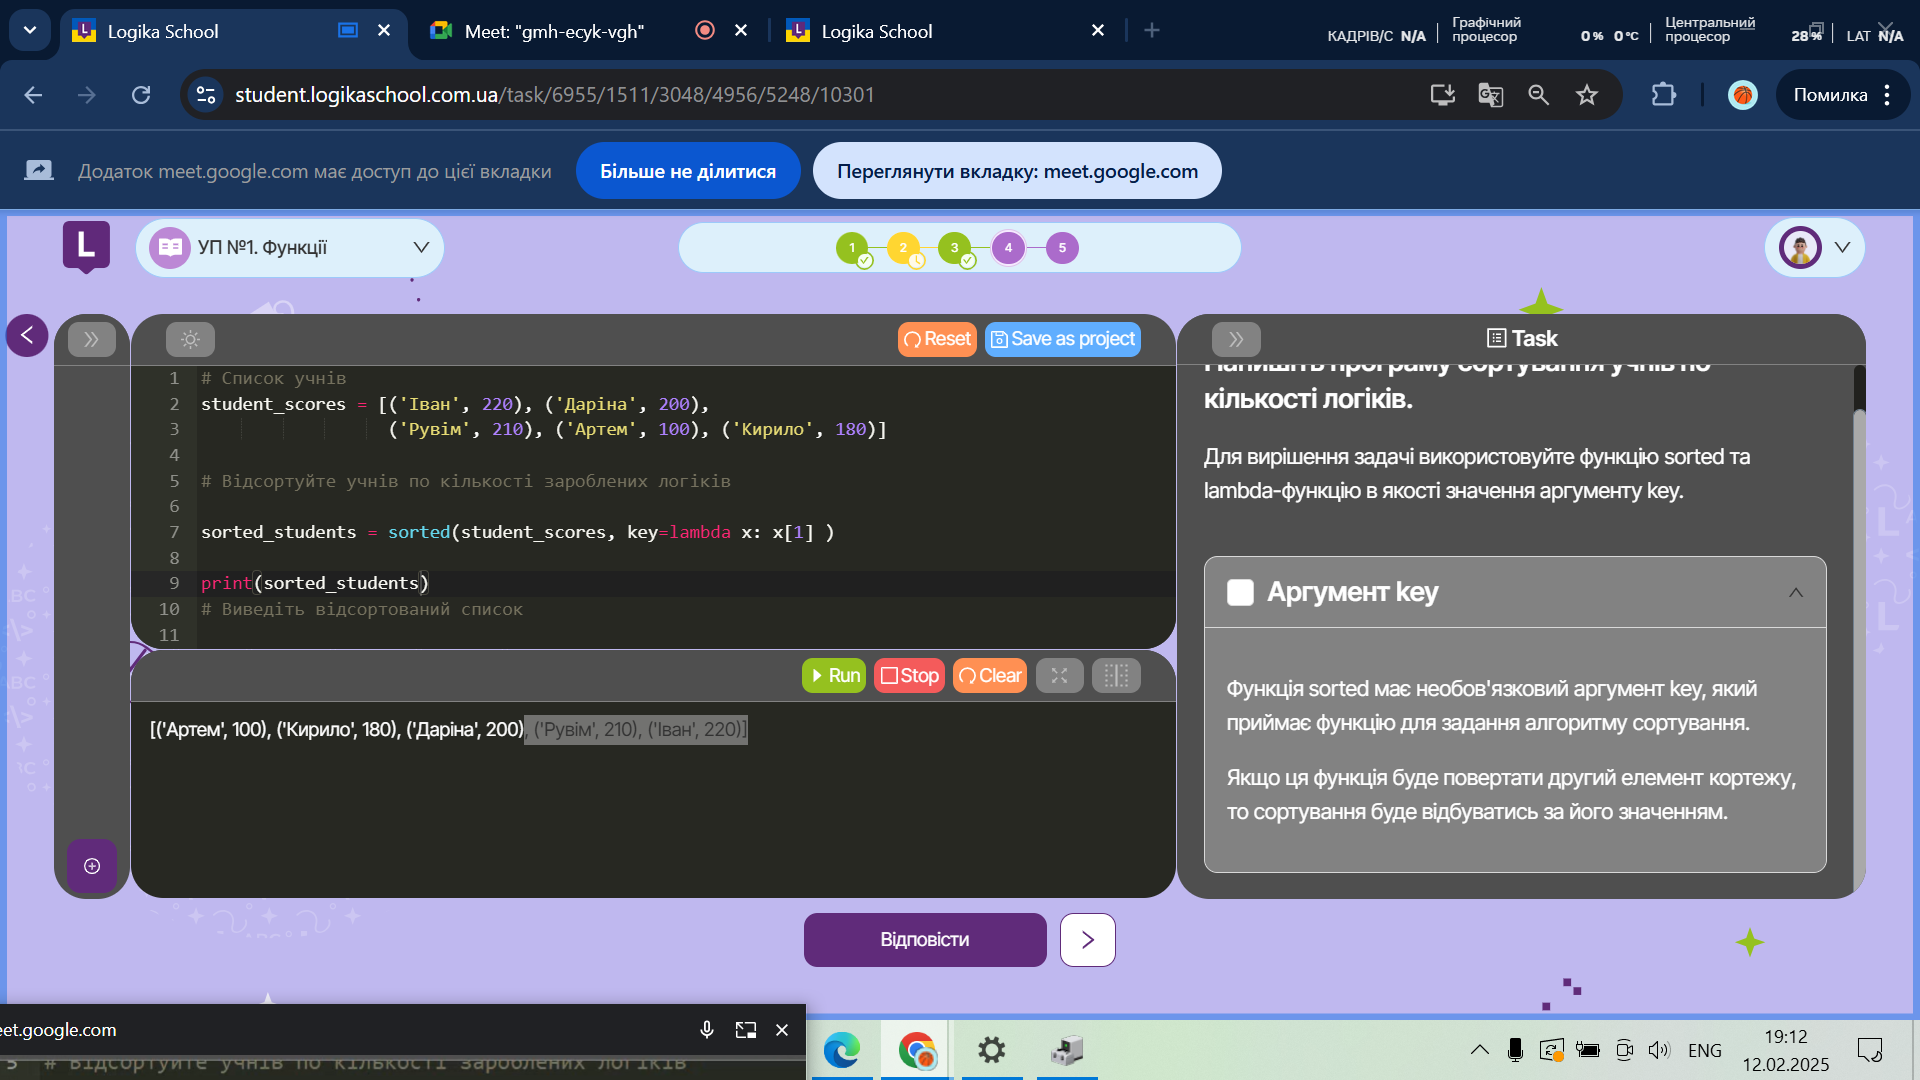 Logika School
Meet: "gmh-ecyk-vgh"
Logika School
КАДРІВ/С N/A
Графічний процесор 0 % 0 °C
Центральний процесор 28 %
LAT N/A
student.logikaschool.com.ua/task/6955/1511/3048/4956/5248/10301
Помилка
Додаток meet.google.com має доступ до цієї вкладки
Більше не ділитися
Переглянути вкладку: meet.google.com
L
УП №1. Функції
1 2 3 4 5
Reset
Save as project
Task
1 # Список учнів
2 student_scores = [('Іван', 220), ('Даріна', 200),
3 ('Рувім', 210), ('Артем', 100), ('Кирило', 180)]
4
5 # Відсортуйте учнів по кількості зароблених логіків
6
7 sorted_students = sorted(student_scores, key=lambda x: x[1] )
8
9 print(sorted_students)
10 # Виведіть відсортований список
11
Run
Stop
Clear
[('Артем', 100), ('Кирило', 180), ('Даріна', 200), ('Рувім', 210), ('Іван', 220)]
Напишіть програму сортування учнів по
кількості логіків.
Для вирішення задачі використовуйте функцію sorted та
lambda-функцію в якості значення аргументу key.
Аргумент key
Функція sorted має необов'язковий аргумент key, який
приймає функцію для задання алгоритму сортування.
Якщо ця функція буде повертати другий елемент кортежу,
то сортування буде відбуватись за його значенням.
Відповісти
eet.google.com
5 # Відсортуйте учнів по кількості зароблених логіків
ENG
19:12
12.02.2025